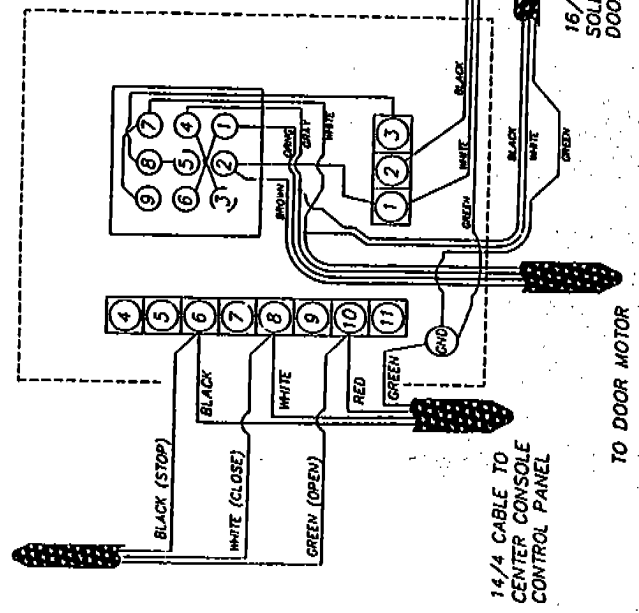 BLACK (STOP)
WHITE (CLOSE)
GREEN (OPEN)
BLACK
WHITE
RED
GREEN
4
5
6
7
8
9
10
11
GND
7
4
1
8
5
2
9
6
3
BROWN
GRAY
WHITE
1
2
3
BLACK
WHITE
GREEN
BLACK
WHITE
GREEN
14/4 CABLE TO
CENTER CONSOLE
CONTROL PANEL
TO DOOR MOTOR
16/